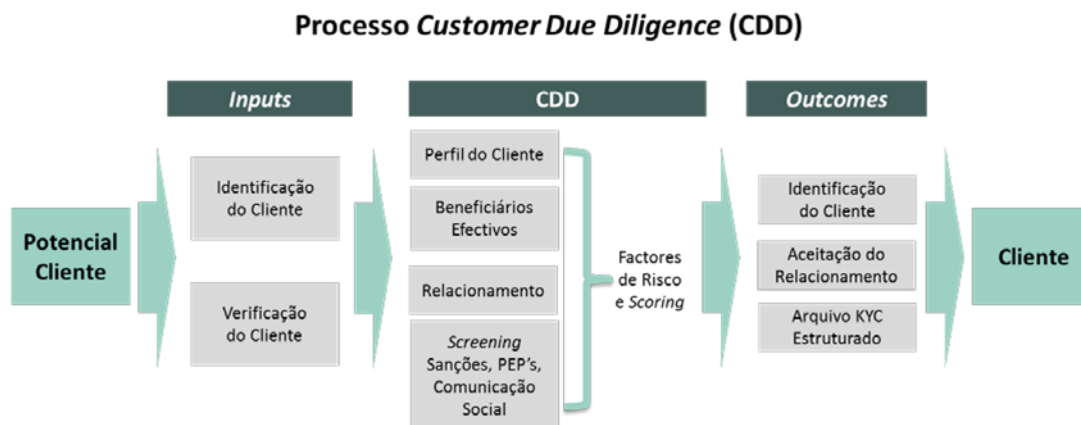 Processo Customer Due Diligence (CDD)
Inputs
CDD
Outcomes
Potencial
Cliente
Identificação
do Cliente
Verificação
do Cliente
Perfil do Cliente
Beneficiários
Efectivos
Relacionamento
Screening
Sanções, PEP's,
Comunicação
Social
Factores
de Risco
e Scoring
Identificação
do Cliente
Aceitação do
Relacionamento
Arquivo KYC
Estruturado
Cliente